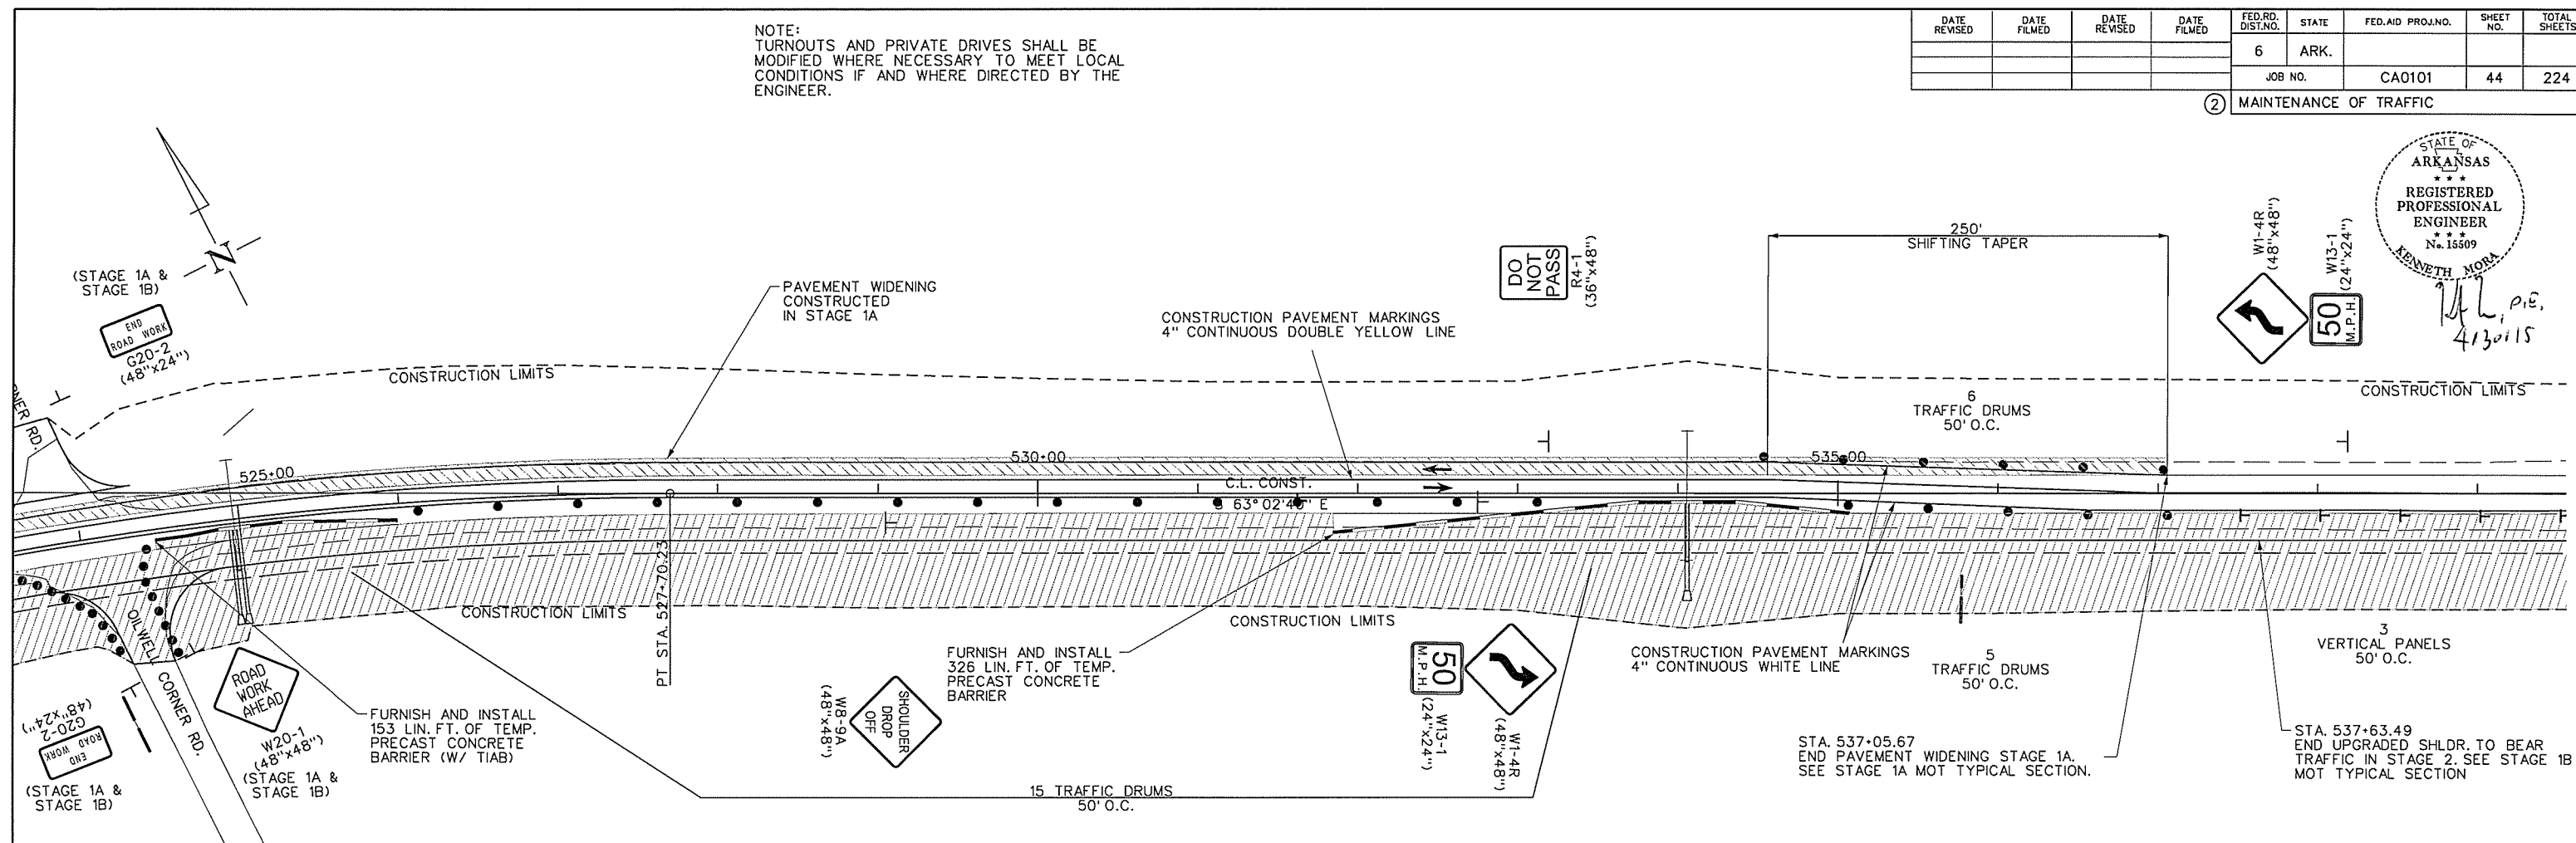 NOTE:
TURNOUTS AND PRIVATE DRIVES SHALL BE
MODIFIED WHERE NECESSARY TO MEET LOCAL
CONDITIONS IF AND WHERE DIRECTED BY THE
ENGINEER.
DATE REVISED
DATE FILMED
DATE REVISED
DATE FILMED
FED.RD. DIST.NO.
STATE
FED.AID PROJ.NO.
SHEET NO.
TOTAL SHEETS
6
ARK.
JOB NO.
CA0101
44
224
2 MAINTENANCE OF TRAFFIC
STATE OF
ARKANSAS
★ ★ ★
REGISTERED
PROFESSIONAL
ENGINEER
★ ★ ★
No. 15509
KENNETH MORA
P.E.
4/30/15
N
(STAGE 1A &
STAGE 1B)
END
ROAD WORK
G20-2
(48"x24")
CONSTRUCTION LIMITS
PAVEMENT WIDENING
CONSTRUCTED
IN STAGE 1A
CONSTRUCTION PAVEMENT MARKINGS
4" CONTINUOUS DOUBLE YELLOW LINE
DO
NOT
PASS
R4-1
(36"x48")
250'
SHIFTING TAPER
W1-4R
(48"x48")
50
M.P.H.
W13-1
(24"x24")
CONSTRUCTION LIMITS
6
TRAFFIC DRUMS
50' O.C.
RD.
525+00
530+00
535+00
C.L. CONST.
S 63° 02'46" E
PT STA. 527+70.23
CONSTRUCTION LIMITS
CONSTRUCTION LIMITS
OILWELL
CORNER RD.
ROAD
WORK
AHEAD
W20-1
(48"x48")
(STAGE 1A &
STAGE 1B)
END
ROAD WORK
G20-2
(48"x24")
(STAGE 1A &
STAGE 1B)
FURNISH AND INSTALL
153 LIN. FT. OF TEMP.
PRECAST CONCRETE
BARRIER (W/ TIAB)
SHOULDER
DROP
OFF
W8-9A
(48"x48")
FURNISH AND INSTALL
326 LIN. FT. OF TEMP.
PRECAST CONCRETE
BARRIER
15 TRAFFIC DRUMS
50' O.C.
50
M.P.H.
W13-1
(24"x24")
W1-4R
(48"x48")
CONSTRUCTION PAVEMENT MARKINGS
4" CONTINUOUS WHITE LINE
5
TRAFFIC DRUMS
50' O.C.
3
VERTICAL PANELS
50' O.C.
STA. 537+05.67
END PAVEMENT WIDENING STAGE 1A.
SEE STAGE 1A MOT TYPICAL SECTION.
STA. 537+63.49
END UPGRADED SHLDR. TO BEAR
TRAFFIC IN STAGE 2. SEE STAGE 1B
MOT TYPICAL SECTION